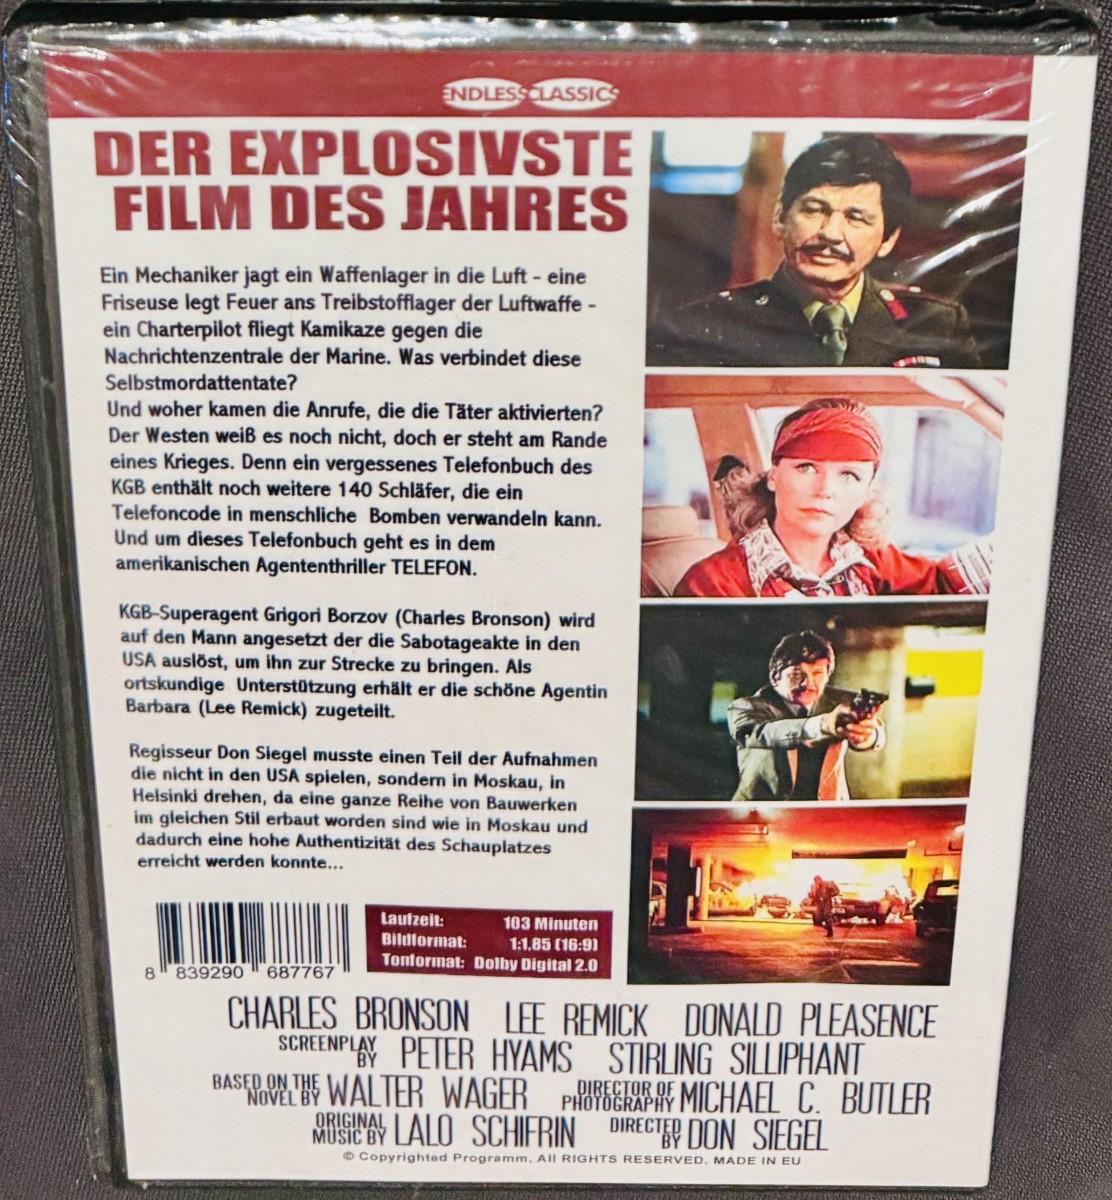 ENDLESSCLASSICS
DER EXPLOSIVSTE
FILM DES JAHRES
Ein Mechaniker jagt ein Waffenlager in die Luft - eine
Friseuse legt Feuer ans Treibstofflager der Luftwaffe -
ein Charterpilot fliegt Kamikaze gegen die
Nachrichtenzentrale der Marine. Was verbindet diese
Selbstmordattentate?
Und woher kamen die Anrufe, die die Täter aktivierten?
Der Westen weiß es noch nicht, doch er steht am Rande
eines Krieges. Denn ein vergessenes Telefonbuch des
KGB enthält noch weitere 140 Schläfer, die ein
Telefoncode in menschliche Bomben verwandeln kann.
Und um dieses Telefonbuch geht es in dem
amerikanischen Agententhriller TELEFON.
KGB-Superagent Grigori Borzov (Charles Bronson) wird
auf den Mann angesetzt der die Sabotageakte in den
USA auslöst, um ihn zur Strecke zu bringen. Als
ortskundige Unterstützung erhält er die schöne Agentin
Barbara (Lee Remick) zugeteilt.
Regisseur Don Siegel musste einen Teil der Aufnahmen
die nicht in den USA spielen, sondern in Moskau, in
Helsinki drehen, da eine ganze Reihe von Bauwerken
im gleichen Stil erbaut worden sind wie in Moskau und
dadurch eine hohe Authentizität des Schauplatzes
erreicht werden konnte...
8 839290 687767
Laufzeit: 103 Minuten
Bildformat: 1:1,85 (16:9)
Tonformat: Dolby Digital 2.0
CHARLES BRONSON LEE REMICK DONALD PLEASENCE
SCREENPLAY BY PETER HYAMS STIRLING SILLIPHANT
BASED ON THE NOVEL BY WALTER WAGER DIRECTOR OF PHOTOGRAPHY MICHAEL C. BUTLER
ORIGINAL MUSIC BY LALO SCHIFRIN DIRECTED BY DON SIEGEL
© Copyrighted Programm. All RIGHTS RESERVED. MADE IN EU